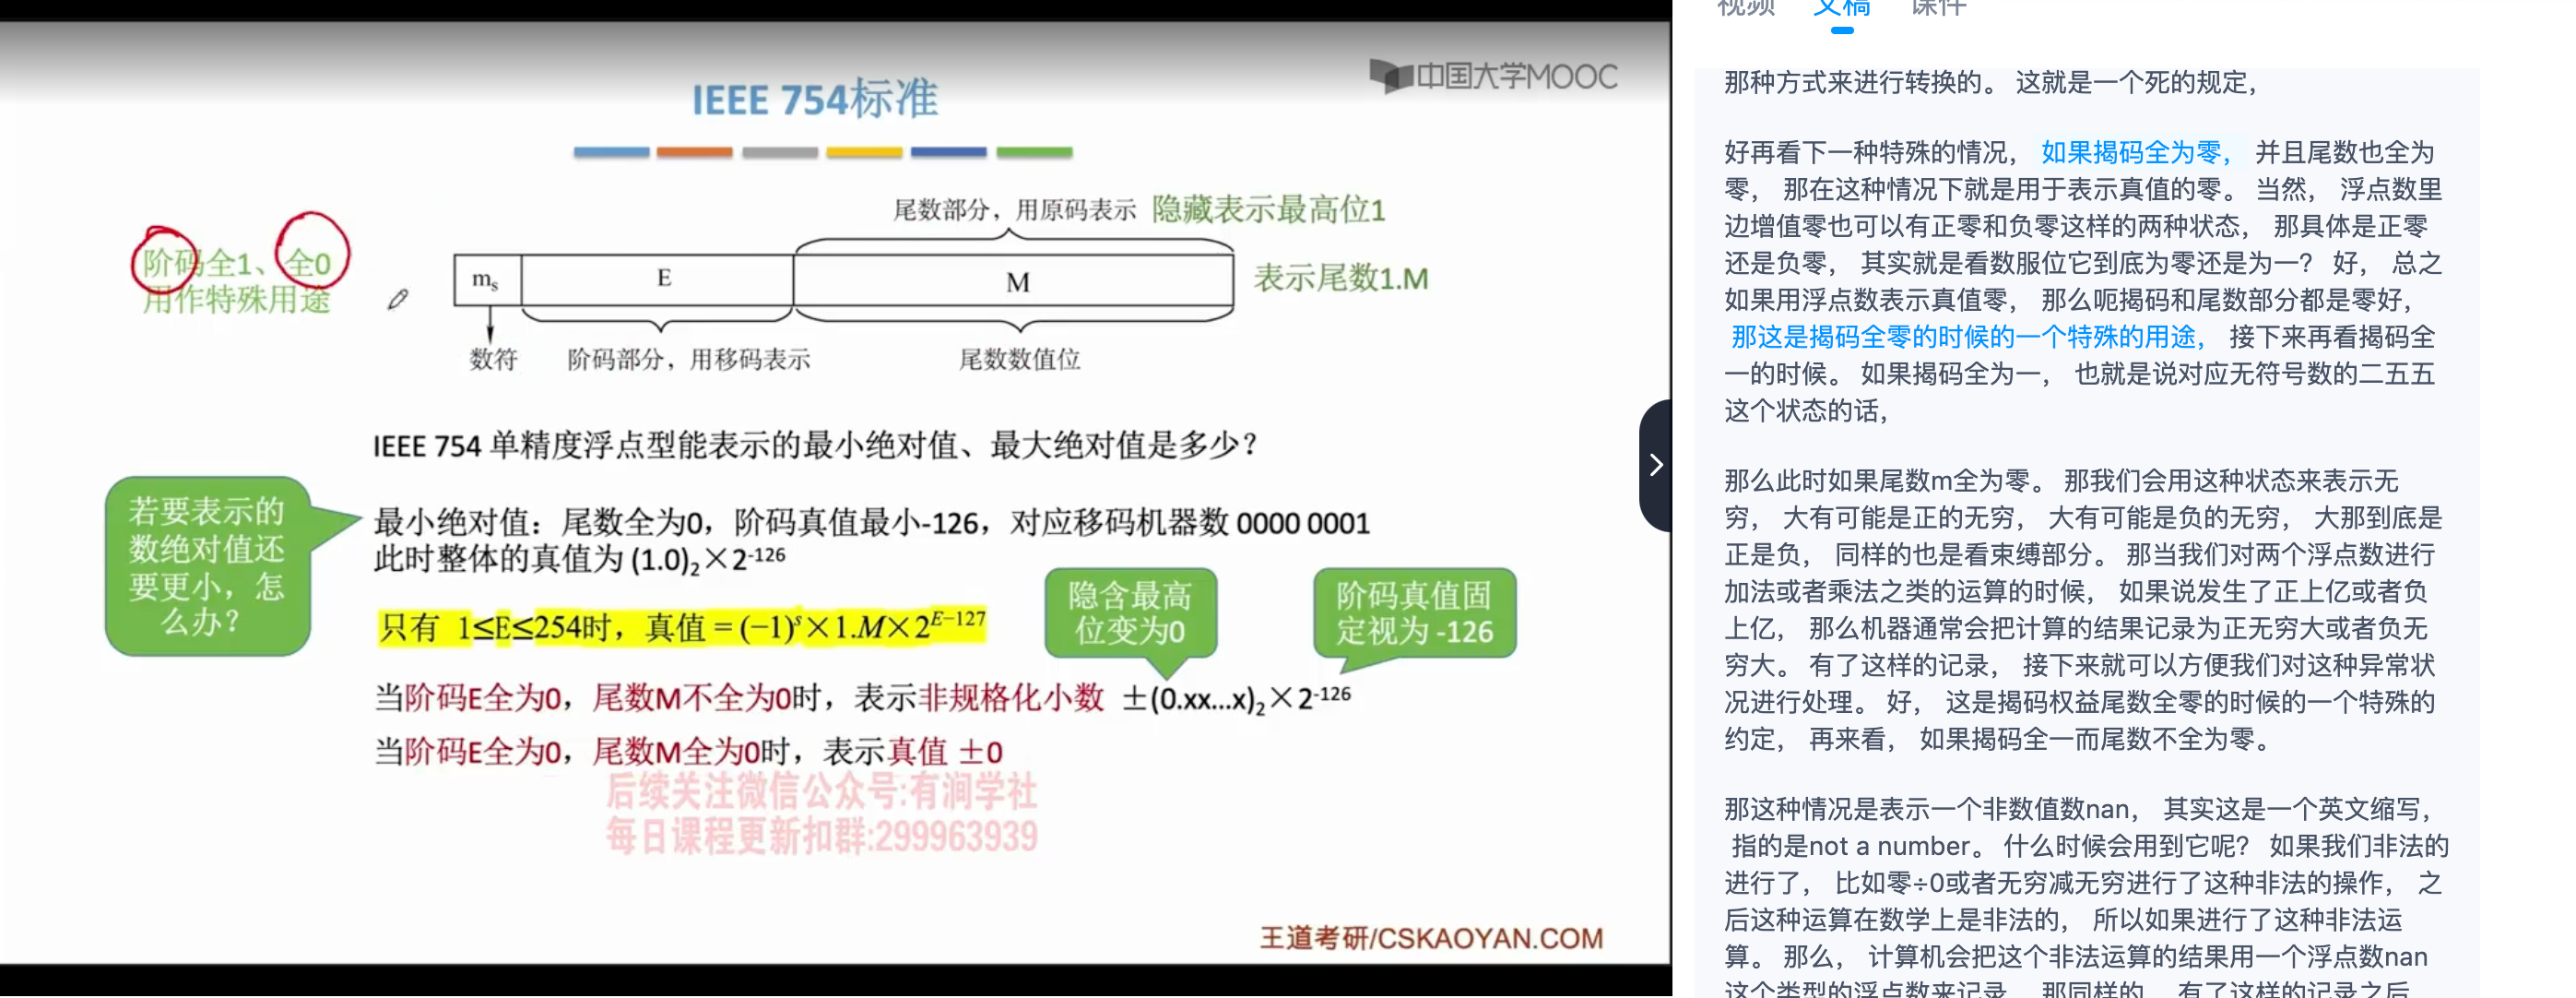 中国大学MOOC
IEEE 754标准
尾数部分，用原码表示 隐藏表示最高位1
阶码全1、全0
用作特殊用途
mₛ E M 表示尾数1.M
数符 阶码部分，用移码表示 尾数数值位
IEEE 754 单精度浮点型能表示的最小绝对值、最大绝对值是多少？
若要表示的
数绝对值还
要更小，怎
么办？
最小绝对值：尾数全为0，阶码真值最小-126，对应移码机器数 0000 0001
此时整体的真值为 (1.0)₂×2⁻¹²⁶
隐含最高
位变为0
阶码真值固
定视为 -126
只有 1≤E≤254时，真值 = (−1)ˢ×1.M×2ᴱ⁻¹²⁷
当阶码E全为0，尾数M不全为0时，表示非规格化小数 ±(0.xx...x)₂×2⁻¹²⁶
当阶码E全为0，尾数M全为0时，表示真值 ±0
后续关注微信公众号:有涧学社
每日课程更新扣群:299963939
王道考研/CSKAOYAN.COM
视频 文稿 课件
那种方式来进行转换的。 这就是一个死的规定，
好再看下一种特殊的情况， 如果揭码全为零， 并且尾数也全为
零， 那在这种情况下就是用于表示真值的零。 当然， 浮点数里
边增值零也可以有正零和负零这样的两种状态， 那具体是正零
还是负零， 其实就是看数服位它到底为零还是为一？ 好， 总之
如果用浮点数表示真值零， 那么呃揭码和尾数部分都是零好，
那这是揭码全零的时候的一个特殊的用途， 接下来再看揭码全
一的时候。 如果揭码全为一， 也就是说对应无符号数的二五五
这个状态的话，
那么此时如果尾数m全为零。 那我们会用这种状态来表示无
穷， 大有可能是正的无穷， 大有可能是负的无穷， 大那到底是
正是负， 同样的也是看束缚部分。 那当我们对两个浮点数进行
加法或者乘法之类的运算的时候， 如果说发生了正上亿或者负
上亿， 那么机器通常会把计算的结果记录为正无穷大或者负无
穷大。 有了这样的记录， 接下来就可以方便我们对这种异常状
况进行处理。 好， 这是揭码权益尾数全零的时候的一个特殊的
约定， 再来看， 如果揭码全一而尾数不全为零。
那这种情况是表示一个非数值数nan， 其实这是一个英文缩写，
指的是not a number。 什么时候会用到它呢？ 如果我们非法的
进行了， 比如零÷0或者无穷减无穷进行了这种非法的操作， 之
后这种运算在数学上是非法的， 所以如果进行了这种非法运
算。 那么， 计算机会把这个非法运算的结果用一个浮点数nan
这个类型的浮点数来记录， 那同样的， 有了这样的记录之后